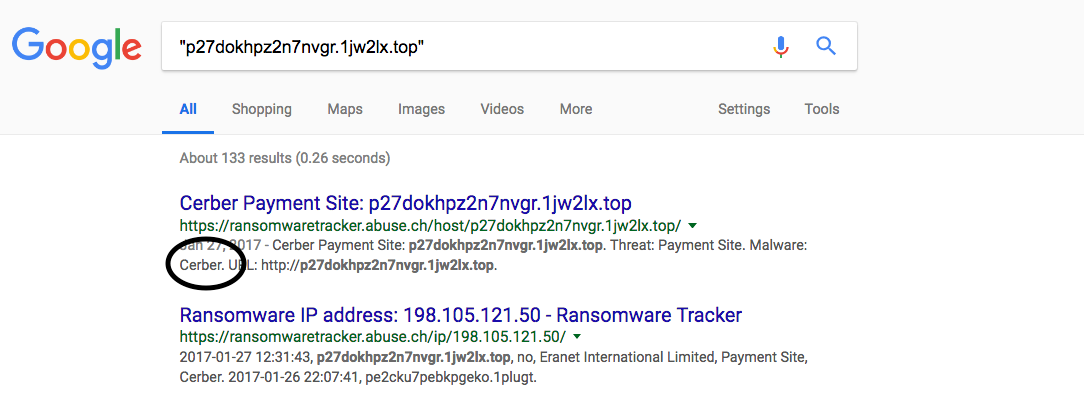 Google
"p27dokhpz2n7nvgr.1jw2lx.top"
All Shopping Maps Images Videos More Settings Tools
About 133 results (0.26 seconds)
Cerber Payment Site: p27dokhpz2n7nvgr.1jw2lx.top
https://ransomwaretracker.abuse.ch/host/p27dokhpz2n7nvgr.1jw2lx.top/
Jan 27, 2017 - Cerber Payment Site: p27dokhpz2n7nvgr.1jw2lx.top. Threat: Payment Site. Malware:
Cerber. URL: http://p27dokhpz2n7nvgr.1jw2lx.top.
Ransomware IP address: 198.105.121.50 - Ransomware Tracker
https://ransomwaretracker.abuse.ch/ip/198.105.121.50/
2017-01-27 12:31:43, p27dokhpz2n7nvgr.1jw2lx.top, no, Eranet International Limited, Payment Site,
Cerber. 2017-01-26 22:07:41, pe2cku7pebkpgeko.1plugt.